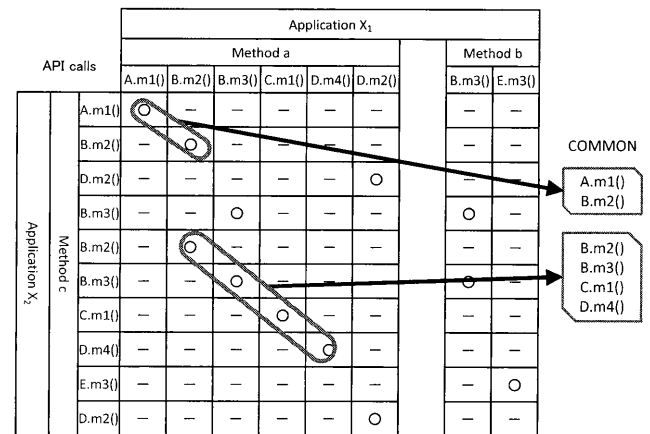 Application X1
Method a Method b
API calls
A.m1() B.m2() B.m3() C.m1() D.m4() D.m2() B.m3() E.m3()
Application X2
Method c
A.m1() ○ — — — — — — —
B.m2() — ○ — — — — — —
D.m2() — — — — — ○ — —
B.m3() — — ○ — — — ○ —
B.m2() — ○ — — — — — —
B.m3() — — ○ — — — ○ —
C.m1() — — — ○ — — — —
D.m4() — — — — ○ — — —
E.m3() — — — — — — — ○
D.m2() — — — — — ○ — —
COMMON
A.m1()
B.m2()
B.m2()
B.m3()
C.m1()
D.m4()